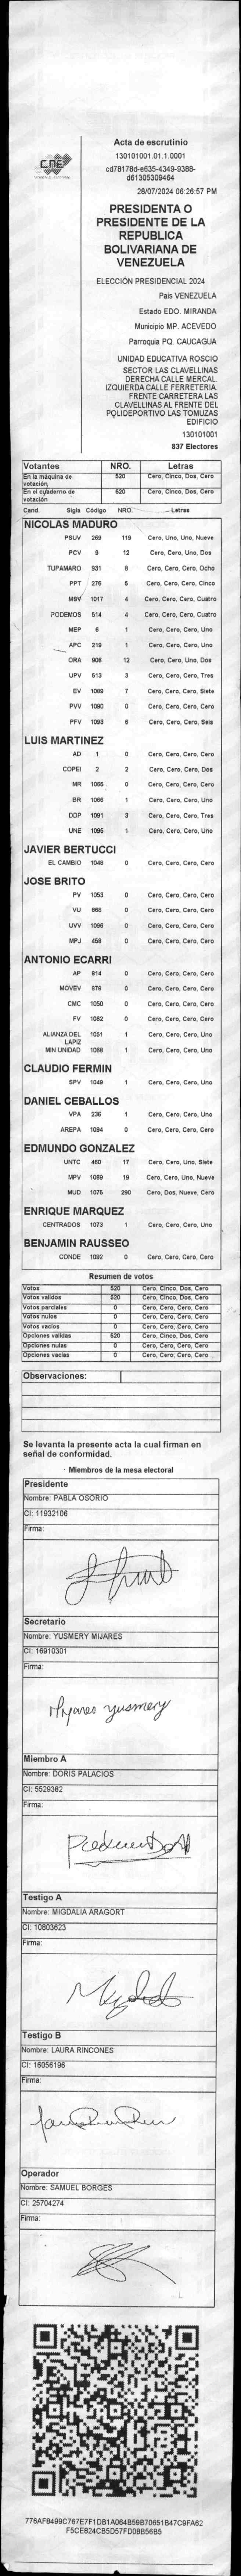 CNE
Acta de escrutinio
130101001.01.1.0001
cd78178d-e635-4349-9388-
d61305309464
28/07/2024 06:26:57 PM
PRESIDENTA O
PRESIDENTE DE LA
REPUBLICA
BOLIVARIANA DE
VENEZUELA
ELECCIÓN PRESIDENCIAL 2024
Pais VENEZUELA
Estado EDO. MIRANDA
Municipio MP. ACEVEDO
Parroquia PQ. CAUCAGUA
UNIDAD EDUCATIVA ROSCIO
SECTOR LAS CLAVELLINAS
DERECHA CALLE MERCAL.
IZQUIERDA CALLE FERRETERIA.
FRENTE CARRETERA LAS
CLAVELLINAS AL FRENTE DEL
POLIDEPORTIVO LAS TOMUZAS
EDIFICIO
130101001
837 Electores
Votantes NRO. Letras
En la máquina de votación 520 Cero, Cinco, Dos, Cero
En el cuaderno de votación 520 Cero, Cinco, Dos, Cero
Cand. Sigla Código NRO. Letras
NICOLAS MADURO
PSUV 269 119 Cero, Uno, Uno, Nueve
PCV 9 12 Cero, Cero, Uno, Dos
TUPAMARO 931 8 Cero, Cero, Cero, Ocho
PPT 276 5 Cero, Cero, Cero, Cinco
MSV 1017 4 Cero, Cero, Cero, Cuatro
PODEMOS 514 4 Cero, Cero, Cero, Cuatro
MEP 6 1 Cero, Cero, Cero, Uno
APC 219 1 Cero, Cero, Cero, Uno
ORA 906 12 Cero, Cero, Uno, Dos
UPV 513 3 Cero, Cero, Cero, Tres
EV 1089 7 Cero, Cero, Cero, Siete
PVV 1090 0 Cero, Cero, Cero, Cero
PFV 1093 6 Cero, Cero, Cero, Seis
LUIS MARTINEZ
AD 1 0 Cero, Cero, Cero, Cero
COPEI 2 2 Cero, Cero, Cero, Dos
MR 1065 0 Cero, Cero, Cero, Cero
BR 1066 1 Cero, Cero, Cero, Uno
DDP 1091 3 Cero, Cero, Cero, Tres
UNE 1095 1 Cero, Cero, Cero, Uno
JAVIER BERTUCCI
EL CAMBIO 1048 0 Cero, Cero, Cero, Cero
JOSE BRITO
PV 1053 0 Cero, Cero, Cero, Cero
VU 868 0 Cero, Cero, Cero, Cero
UVV 1096 0 Cero, Cero, Cero, Cero
MPJ 458 0 Cero, Cero, Cero, Cero
ANTONIO ECARRI
AP 814 0 Cero, Cero, Cero, Cero
MOVEV 979 0 Cero, Cero, Cero, Cero
CMC 1050 0 Cero, Cero, Cero, Cero
FV 1062 0 Cero, Cero, Cero, Cero
ALIANZA DEL LAPIZ 1051 1 Cero, Cero, Cero, Uno
MIN UNIDAD 1068 1 Cero, Cero, Cero, Uno
CLAUDIO FERMIN
SPV 1049 1 Cero, Cero, Cero, Uno
DANIEL CEBALLOS
VPA 236 1 Cero, Cero, Cero, Uno
AREPA 1094 0 Cero, Cero, Cero, Cero
EDMUNDO GONZALEZ
UNTC 460 17 Cero, Cero, Uno, Siete
MPV 1069 19 Cero, Cero, Uno, Nueve
MUD 1075 290 Cero, Dos, Nueve, Cero
ENRIQUE MARQUEZ
CENTRADOS 1073 1 Cero, Cero, Cero, Uno
BENJAMIN RAUSSEO
CONDE 1092 0 Cero, Cero, Cero, Cero
Resumen de votos
Votos 520 Cero, Cinco, Dos, Cero
Votos validos 520 Cero, Cinco, Dos, Cero
Votos parciales 0 Cero, Cero, Cero, Cero
Votos nulos 0 Cero, Cero, Cero, Cero
Votos vacios 0 Cero, Cero, Cero, Cero
Opciones validas 520 Cero, Cinco, Dos, Cero
Opciones nulas 0 Cero, Cero, Cero, Cero
Opciones vacias 0 Cero, Cero, Cero, Cero
Observaciones:
Se levanta la presente acta la cual firman en
señal de conformidad.
Miembros de la mesa electoral
Presidente
Nombre: PABLA OSORIO
CI: 11932106
Firma:
Secretario
Nombre: YUSMERY MIJARES
CI: 16910301
Firma:
Mijares yusmery
Miembro A
Nombre: DORIS PALACIOS
CI: 5529382
Firma:
Testigo A
Nombre: MIGDALIA ARAGORT
CI: 10803623
Firma:
Testigo B
Nombre: LAURA RINCONES
CI: 16056196
Firma:
Operador
Nombre: SAMUEL BORGES
CI: 25704274
Firma:
776AFB499C767E7F1DB1A064B59B70651B47C9FA62
F5CE824CB5D57FD08B56B5